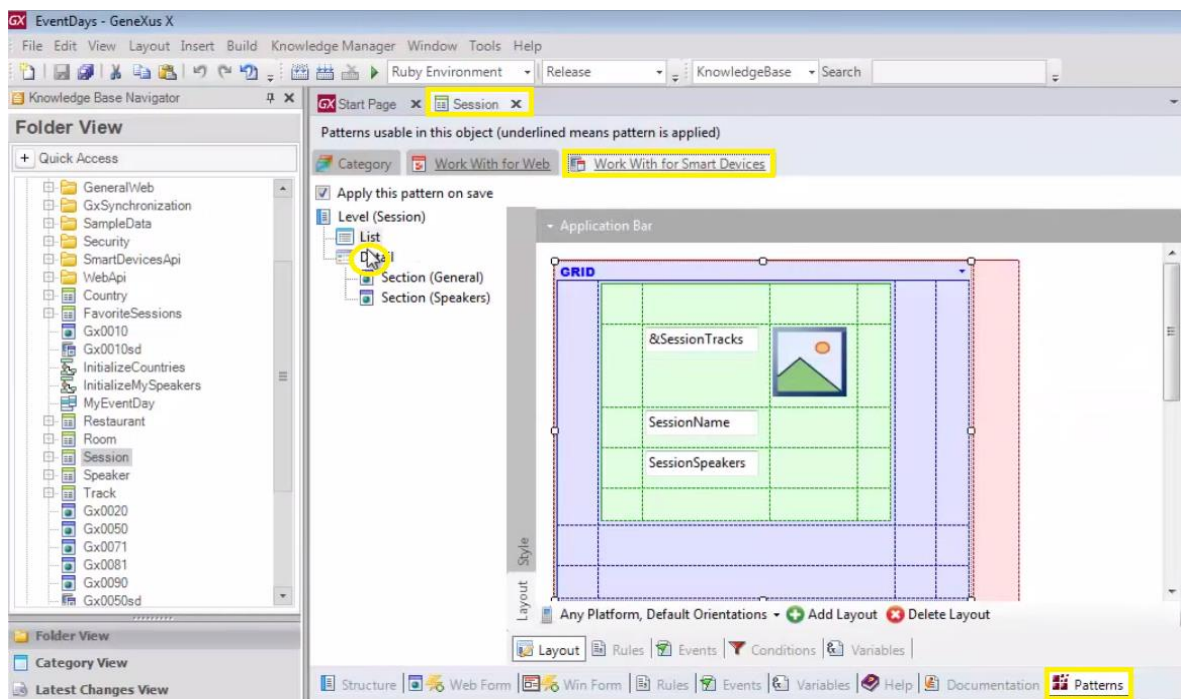 GX EventDays - GeneXus X
File Edit View Layout Insert Build Knowledge Manager Window Tools Help
Ruby Environment Release KnowledgeBase Search
Knowledge Base Navigator
GX Start Page Session
Folder View
Patterns usable in this object (underlined means pattern is applied)
+ Quick Access
Category Work With for Web Work With for Smart Devices
GeneralWeb
GxSynchronization
SampleData
Security
SmartDevicesApi
WebApi
Country
FavoriteSessions
Gx0010
Gx0010sd
InitializeCountries
InitializeMySpeakers
MyEventDay
Restaurant
Room
Session
Speaker
Track
Gx0020
Gx0050
Gx0071
Gx0081
Gx0090
Gx0050sd
Folder View
Category View
Latest Changes View
Apply this pattern on save
Level (Session)
List
Section (General)
Section (Speakers)
Application Bar
GRID
&SessionTracks
SessionName
SessionSpeakers
Style
Layout
Any Platform, Default Orientations Add Layout Delete Layout
Layout Rules Events Conditions Variables
Structure Web Form Win Form Rules Events Variables Help Documentation Patterns